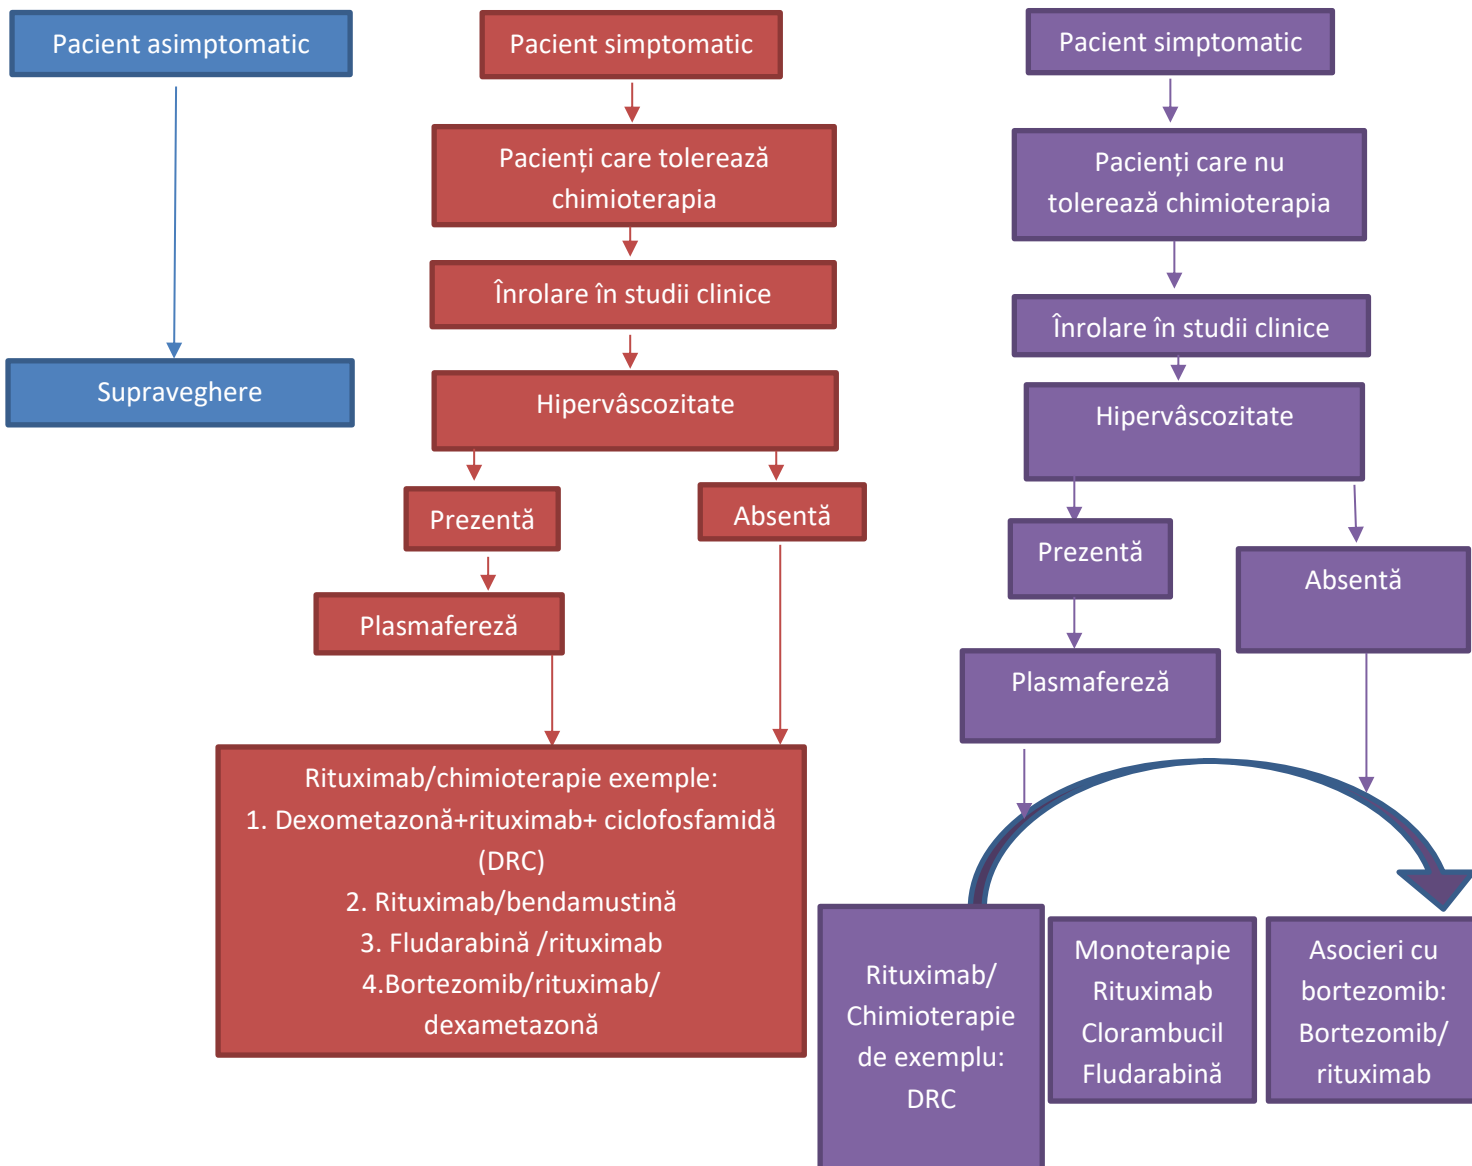 Pacient asimptomatic
Supraveghere
Pacient simptomatic
Pacienți care tolerează
chimioterapia
Înrolare în studii clinice
Hipervâscozitate
Prezentă
Absentă
Plasmafereză
Rituximab/chimioterapie exemple:
1. Dexometazonă+rituximab+ ciclofosfamidă
(DRC)
2. Rituximab/bendamustină
3. Fludarabină /rituximab
4.Bortezomib/rituximab/
dexametazonă
Pacient simptomatic
Pacienți care nu
tolerează chimioterapia
Înrolare în studii clinice
Hipervâscozitate
Prezentă
Absentă
Plasmafereză
Rituximab/
Chimioterapie
de exemplu:
DRC
Monoterapie
Rituximab
Clorambucil
Fludarabină
Asocieri cu
bortezomib:
Bortezomib/
rituximab